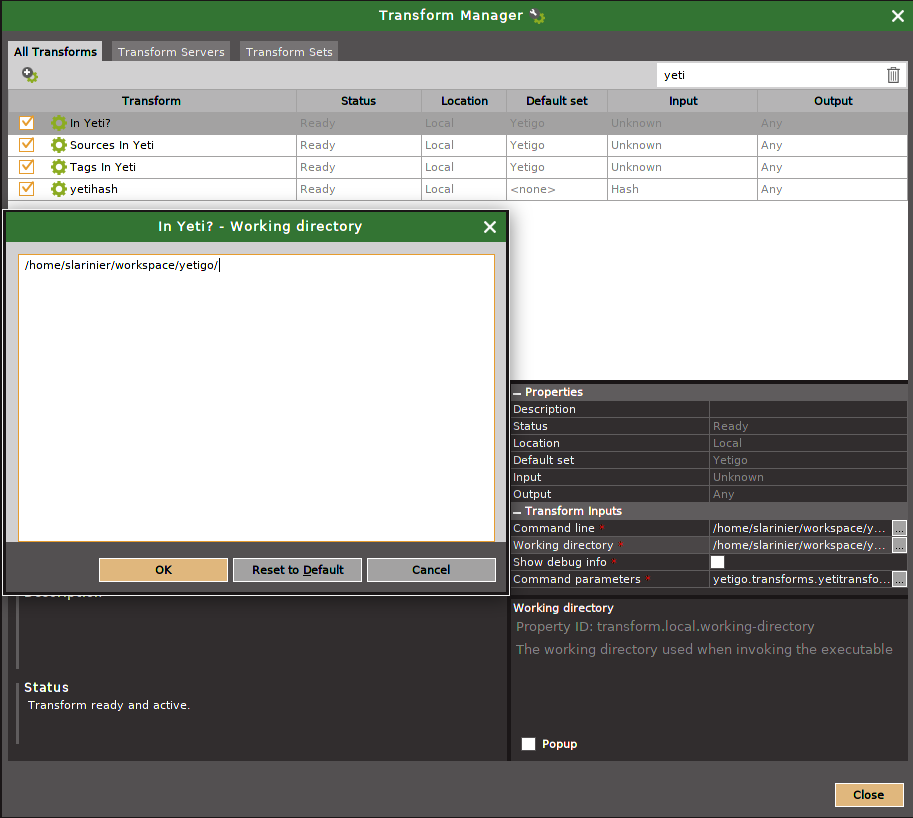 Transform Manager
All Transforms
Transform Servers
Transform Sets
yeti
Transform Status Location Default set Input Output
In Yeti? Ready Local Yetigo Unknown Any
Sources In Yeti Ready Local Yetigo Unknown Any
Tags In Yeti Ready Local Yetigo Unknown Any
yetihash Ready Local <none> Hash Any
In Yeti? - Working directory
/home/slarinier/workspace/yetigo/
OK
Reset to Default
Cancel
Properties
Description
Status Ready
Location Local
Default set Yetigo
Input Unknown
Output Any
Transform Inputs
Command line * /home/slarinier/workspace/y... ...
Working directory * /home/slarinier/workspace/y... ...
Show debug info *
Command parameters * yetigo.transforms.yetitransfo... ...
Description
Status
Transform ready and active.
Working directory
Property ID: transform.local.working-directory
The working directory used when invoking the executable
Popup
Close